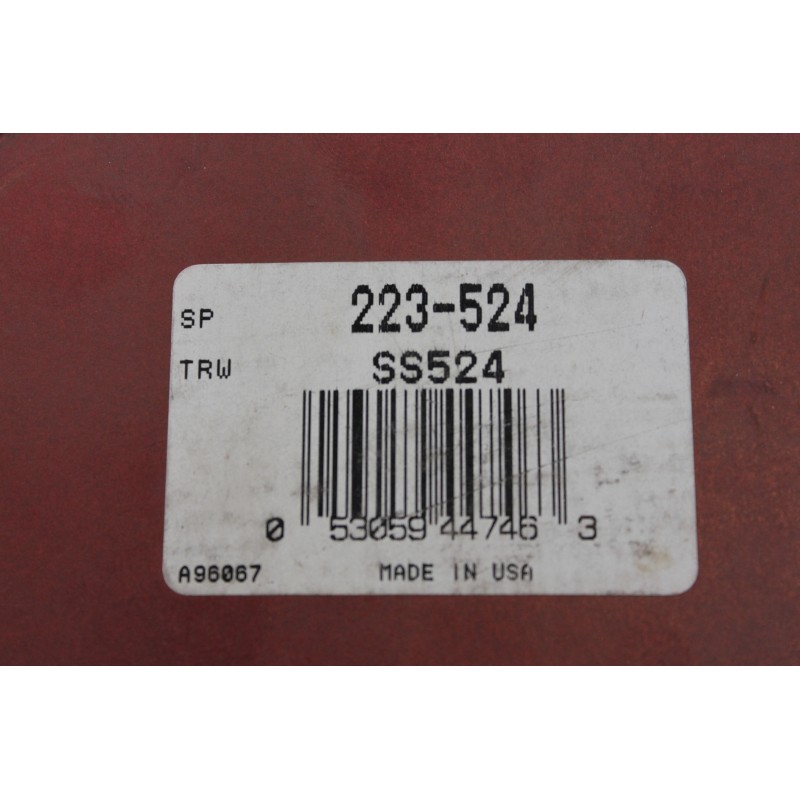 SP 223-524
TRW SS524
0 53059 44746 3
A96067 MADE IN USA